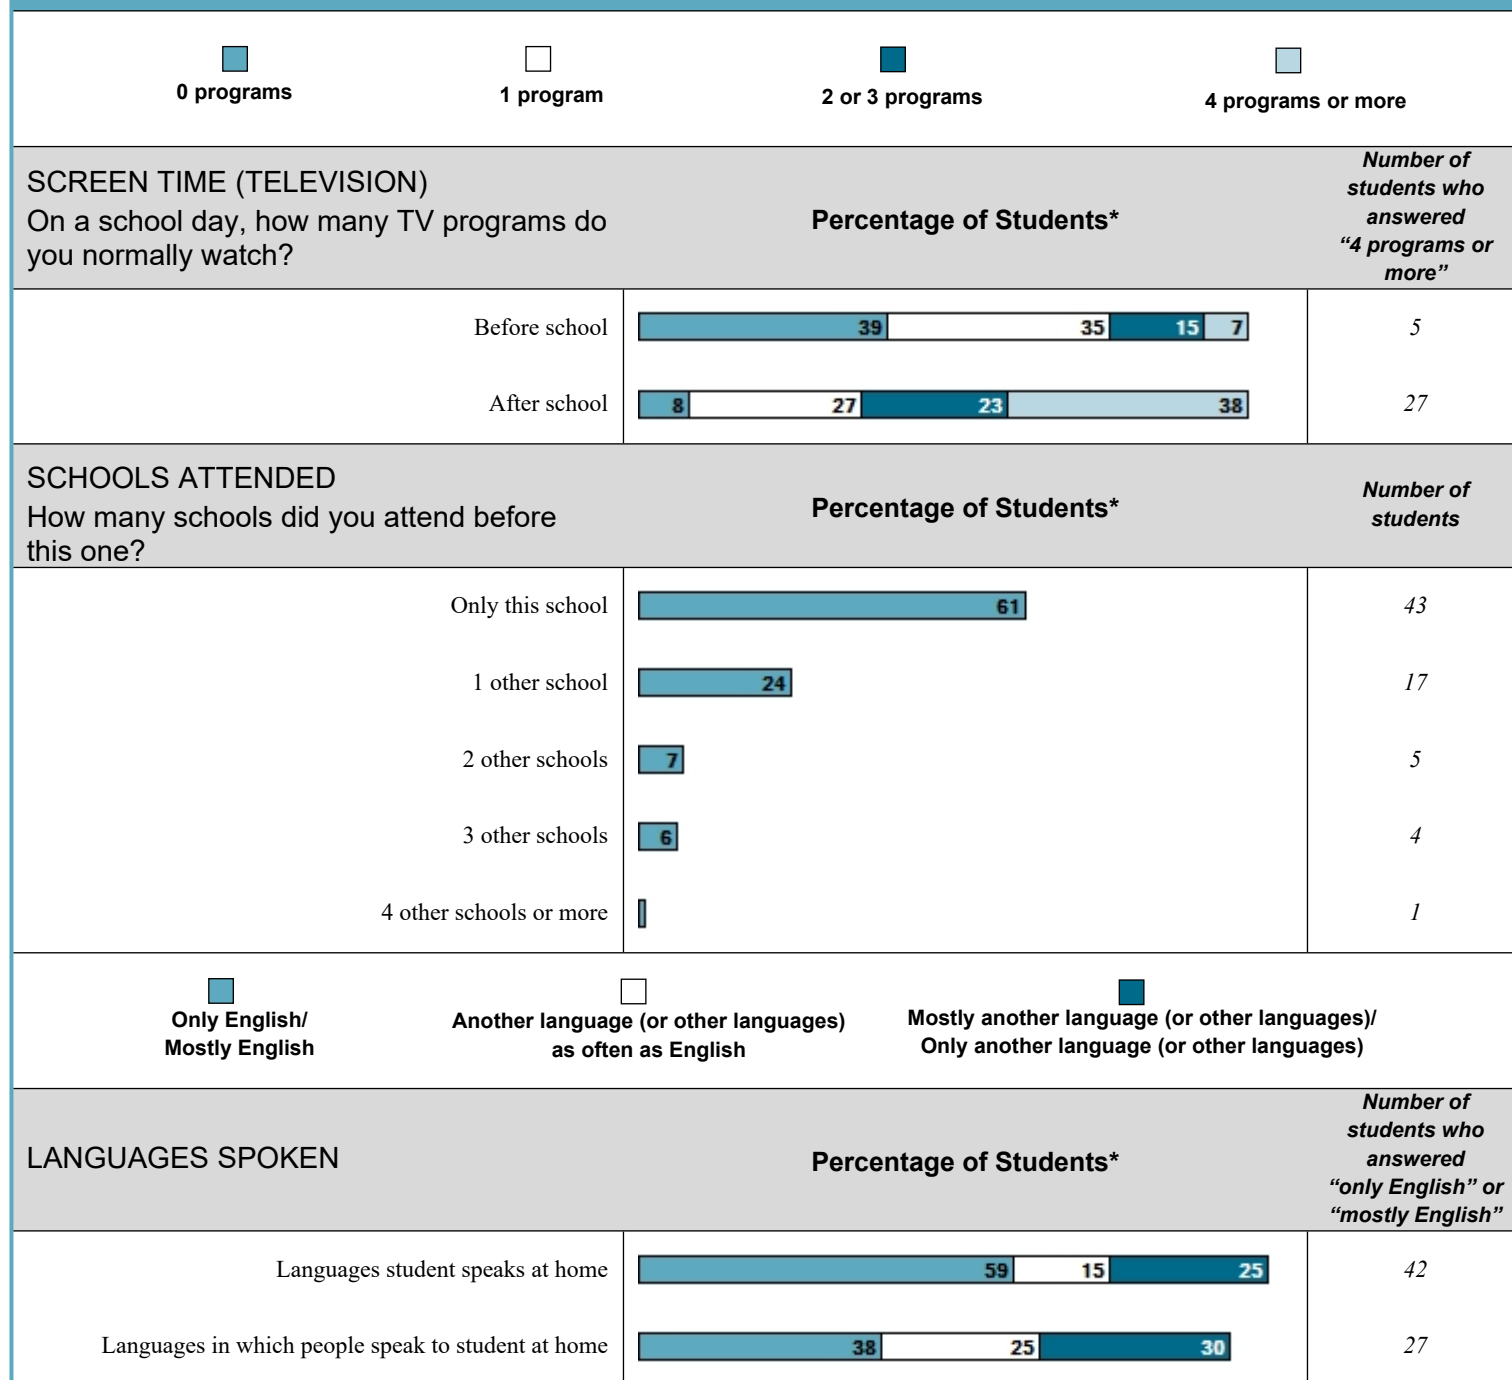 0 programs
1 program
2 or 3 programs
4 programs or more
SCREEN TIME (TELEVISION)
On a school day, how many TV programs do
you normally watch?
Percentage of Students*
Number of
students who
answered
“4 programs or
more”
Before school
39 35 15 7
5
After school
8 27 23 38
27
SCHOOLS ATTENDED
How many schools did you attend before
this one?
Percentage of Students*
Number of
students
Only this school
61
43
1 other school
24
17
2 other schools
7
5
3 other schools
6
4
4 other schools or more
1
Only English/
Mostly English
Another language (or other languages)
as often as English
Mostly another language (or other languages)/
Only another language (or other languages)
LANGUAGES SPOKEN
Percentage of Students*
Number of
students who
answered
“only English” or
“mostly English”
Languages student speaks at home
59 15 25
42
Languages in which people speak to student at home
38 25 30
27